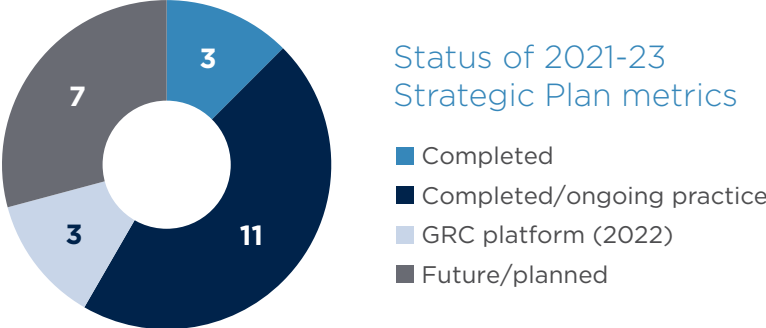 3
7
3
11
Status of 2021-23
Strategic Plan metrics
Completed
Completed/ongoing practice
GRC platform (2022)
Future/planned